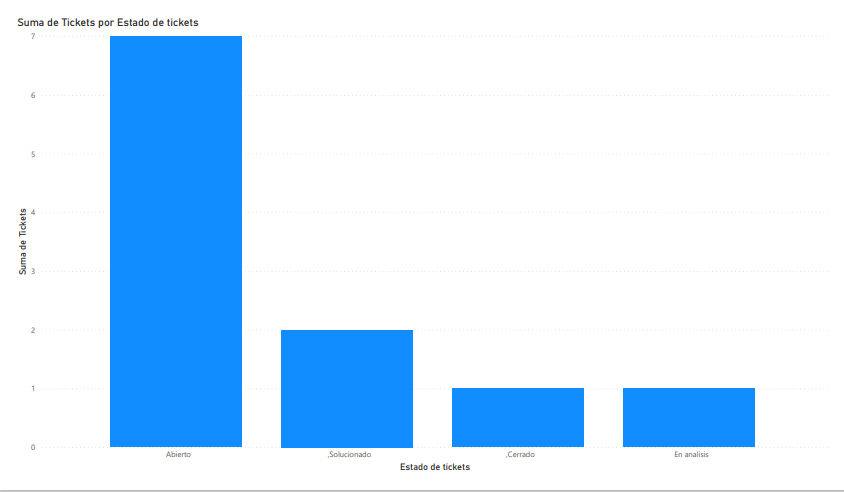 Suma de Tickets por Estado de tickets
7
6
5
4
3
2
1
0
Suma de Tickets
Abierto
,Solucionado
,Cerrado
En analisis
Estado de tickets